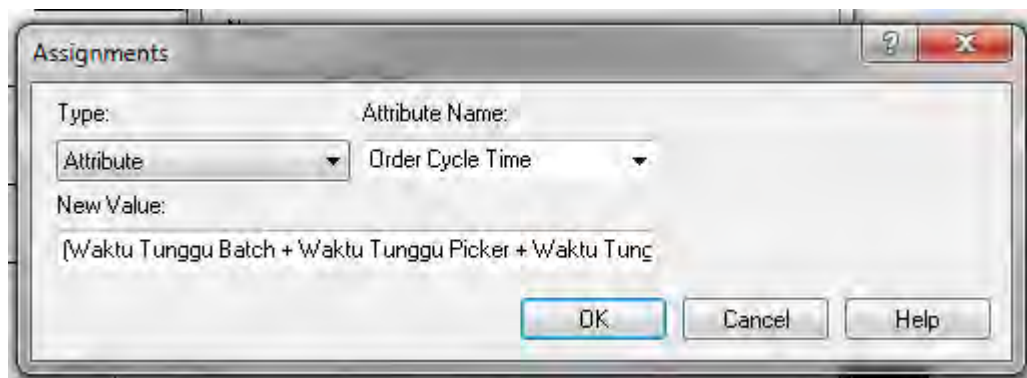 Assignments
Type: Attribute Name:
Attribute Order Cycle Time
New Value:
(Waktu Tunggu Batch + Waktu Tunggu Picker + Waktu Tung
OK Cancel Help